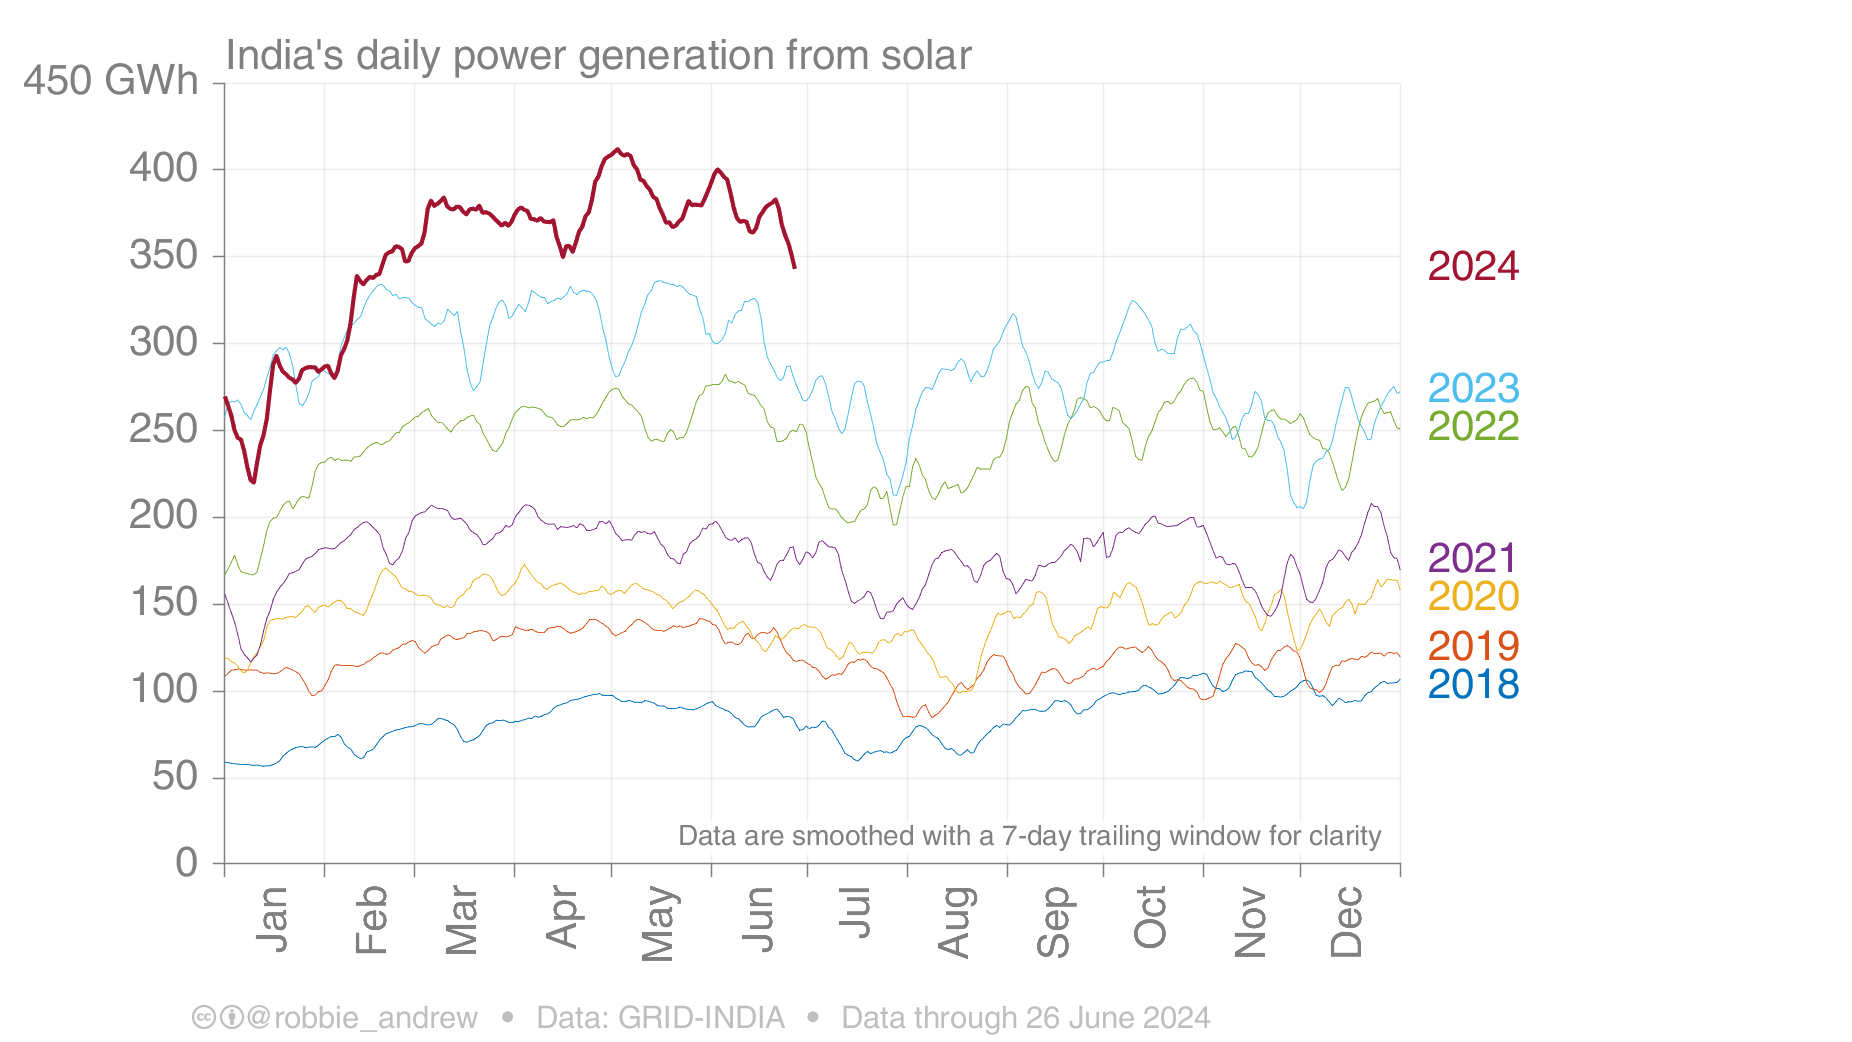 India's daily power generation from solar
450 GWh
400
350
300
250
200
150
100
50
0
2024
2023
2022
2021
2020
2019
2018
Data are smoothed with a 7-day trailing window for clarity
Jan
Feb
Mar
Apr
May
Jun
Jul
Aug
Sep
Oct
Nov
Dec
@robbie_andrew • Data: GRID-INDIA • Data through 26 June 2024